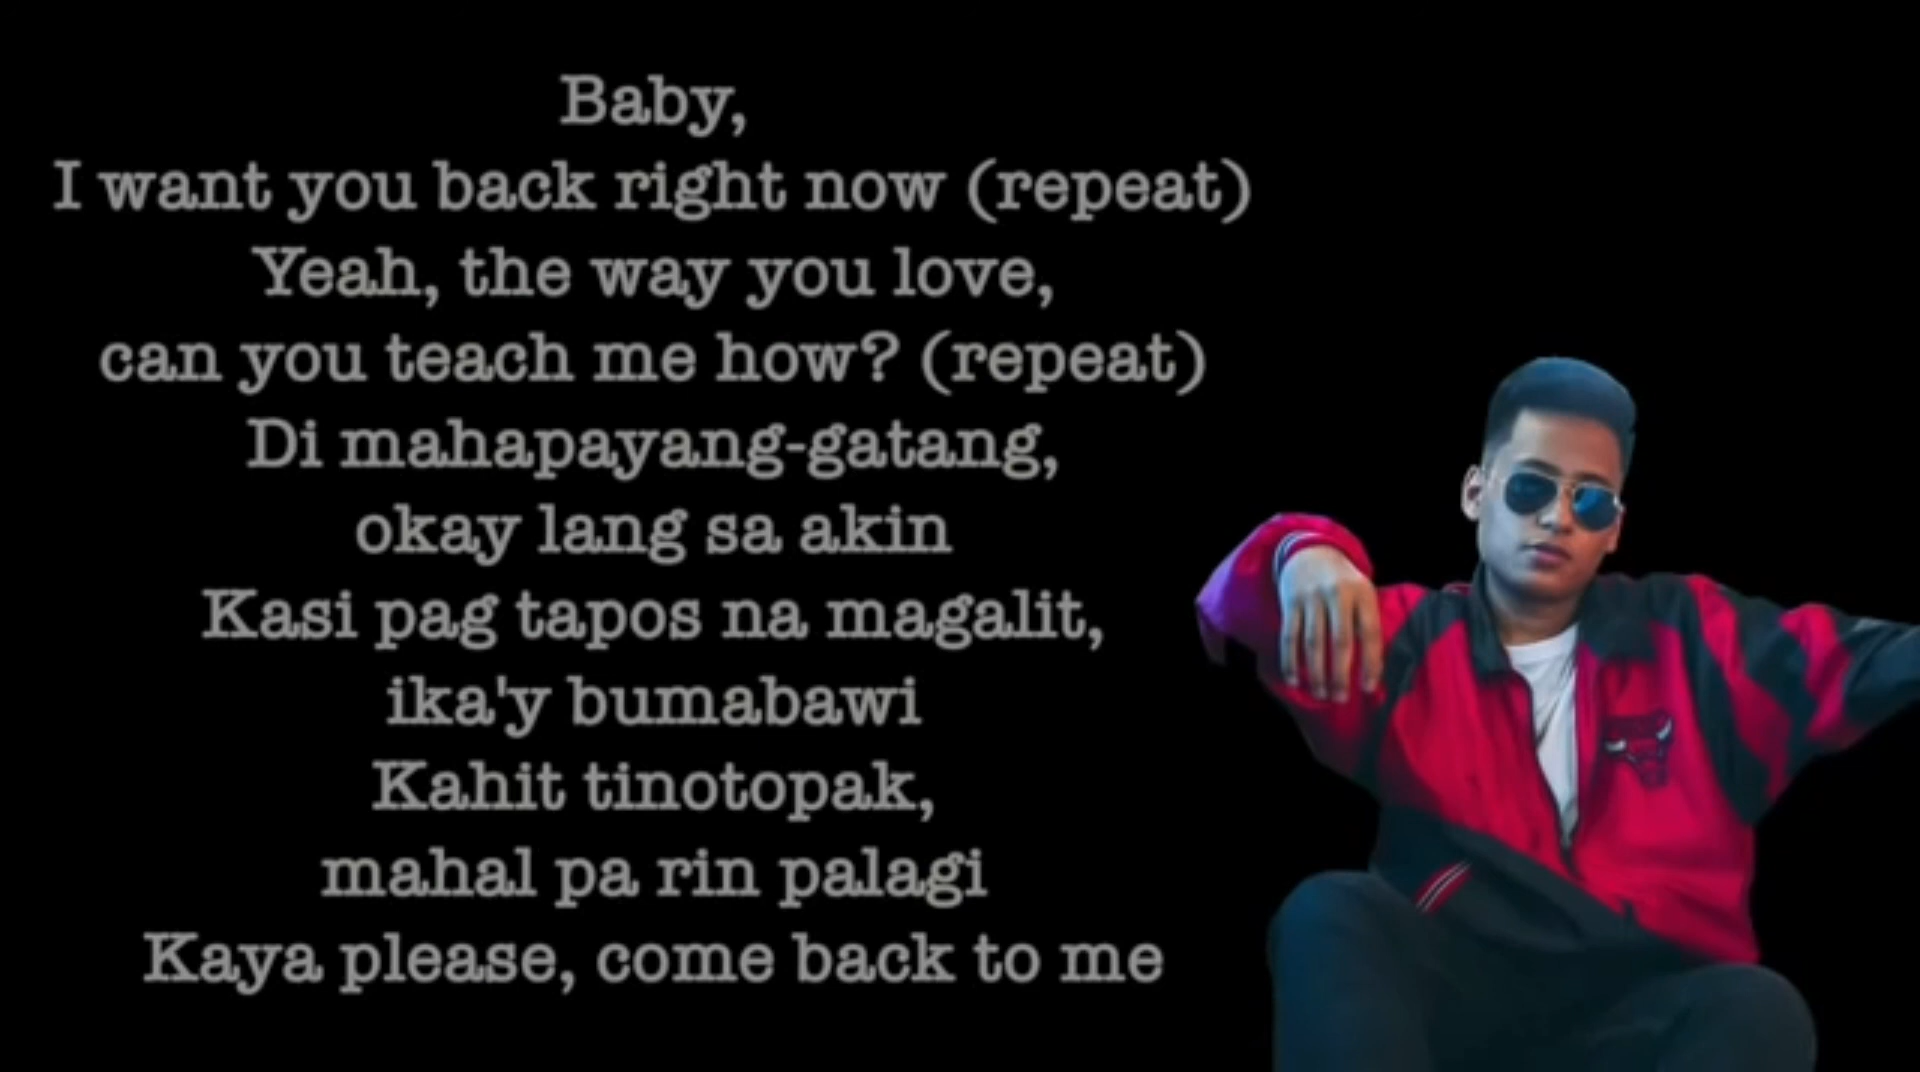 Baby,
I want you back right now (repeat)
Yeah, the way you love,
can you teach me how? (repeat)
Di mahapayang-gatang,
okay lang sa akin
Kasi pag tapos na magalit,
ika'y bumabawi
Kahit tinotopak,
mahal pa rin palagi
Kaya please, come back to me